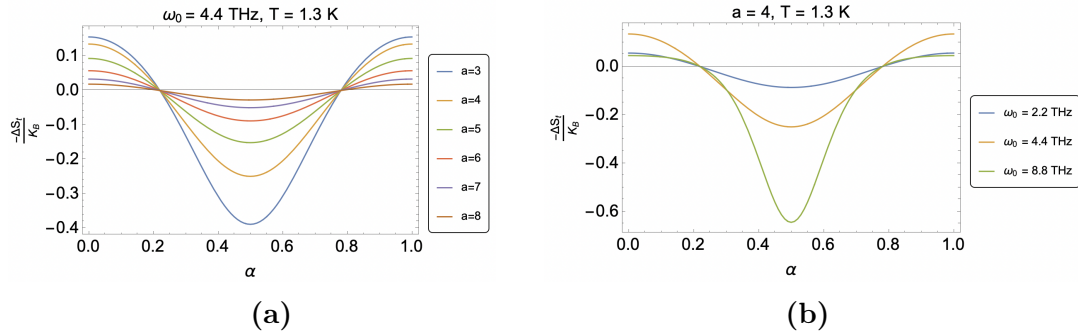 ω₀ = 4.4 THz, T = 1.3 K
−ΔSₜ
K_B
0.1
0.0
−0.1
−0.2
−0.3
−0.4
0.0 0.2 0.4 0.6 0.8 1.0
α
a=3
a=4
a=5
a=6
a=7
a=8
(a)
a = 4, T = 1.3 K
−ΔSₜ
K_B
0.0
−0.2
−0.4
−0.6
0.0 0.2 0.4 0.6 0.8 1.0
α
ω₀ = 2.2 THz
ω₀ = 4.4 THz
ω₀ = 8.8 THz
(b)